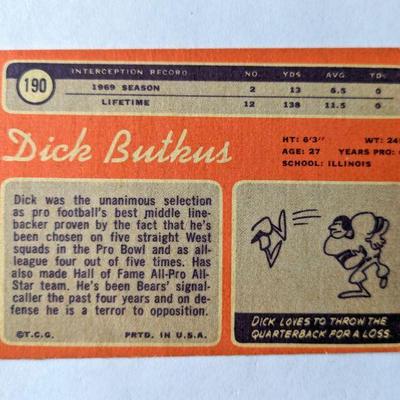 190
INTERCEPTION RECORD NO. YDS AVG. TDS
1969 SEASON 2 13 6.5 0
LIFETIME 12 138 11.5 0
Dick Butkus
HT: 6'3" WT: 24
AGE: 27 YEARS PRO:
SCHOOL: ILLINOIS
Dick was the unanimous selection
as pro football's best middle line-
backer proven by the fact that he's
been chosen on five straight West
squads in the Pro Bowl and as all-
league four out of five times. Has
also made Hall of Fame All-Pro All-
Star team. He's been Bears' signal-
caller the past four years and on de-
fense he is a terror to opposition.
©T.C.G. PRTD. IN U.S.A.
DICK LOVES TO THROW THE
QUARTERBACK FOR A LOSS.